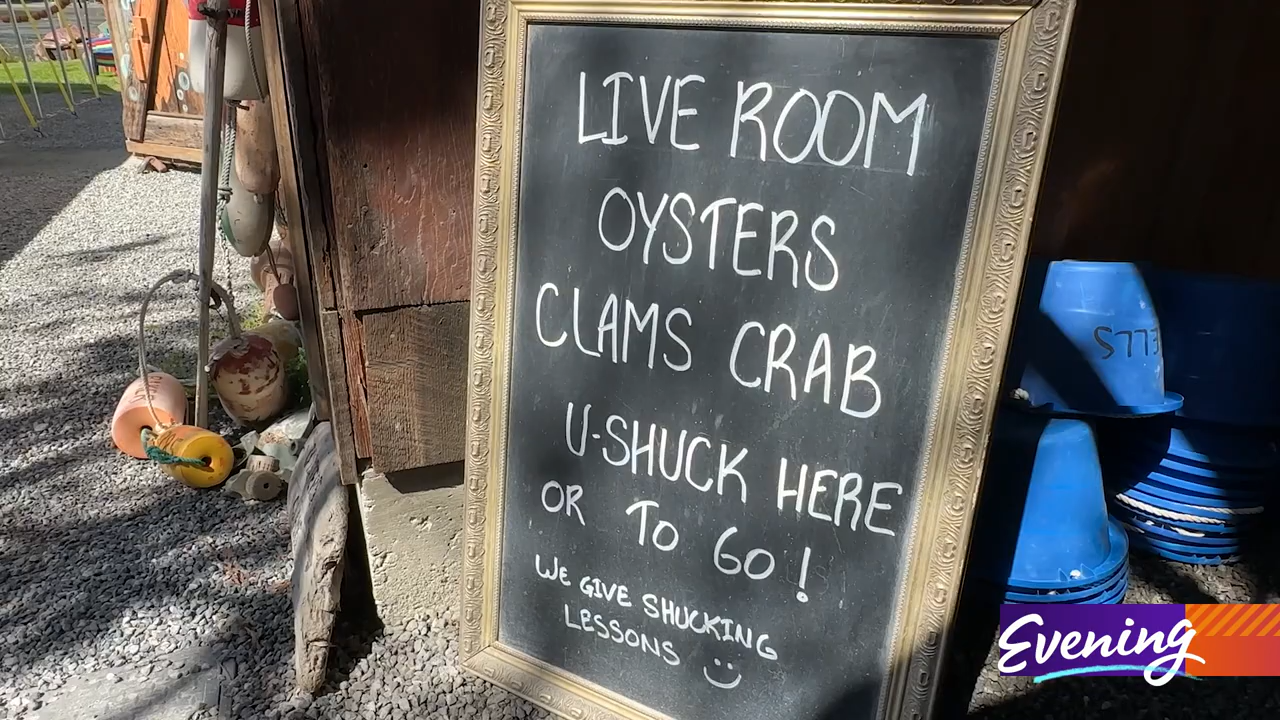 LIVE ROOM
OYSTERS
CLAMS CRAB
U-SHUCK HERE
OR TO GO!
WE GIVE SHUCKING
LESSONS
Evening